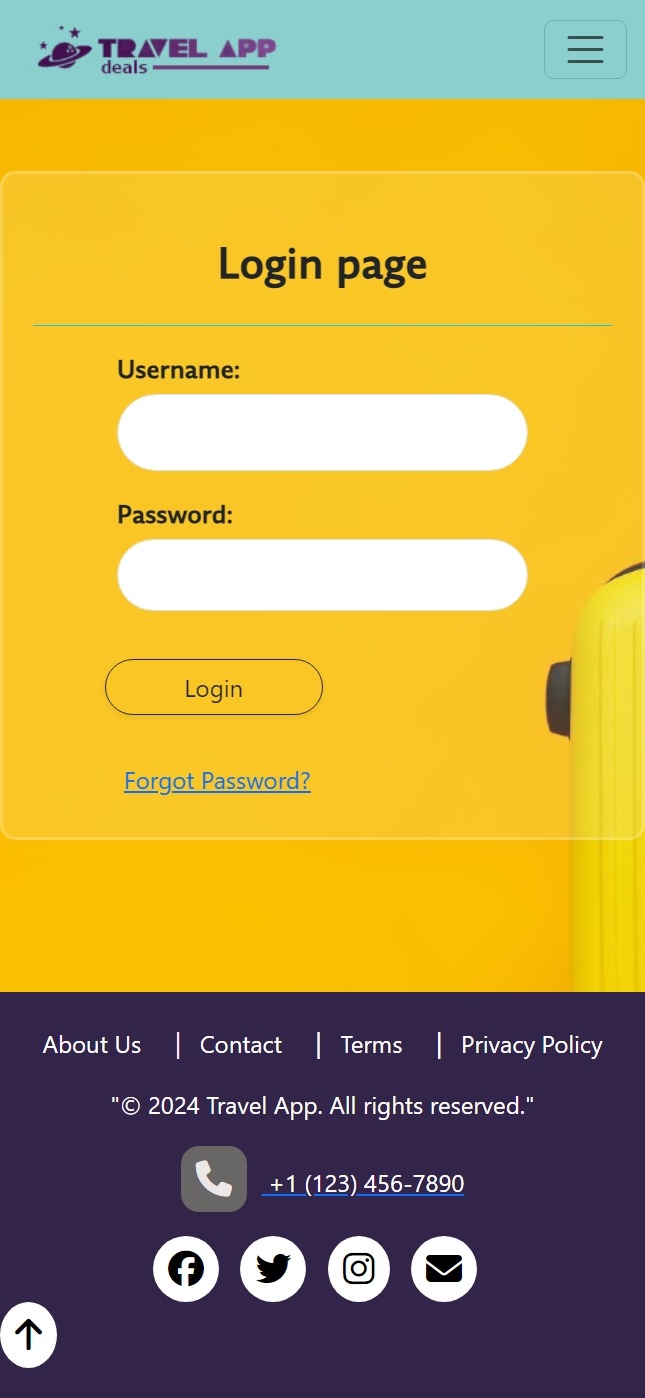 TRAVEL APP
deals
Login page
Username:
Password:
Login
Forgot Password?
About Us | Contact | Terms | Privacy Policy
"© 2024 Travel App. All rights reserved."
+1 (123) 456-7890